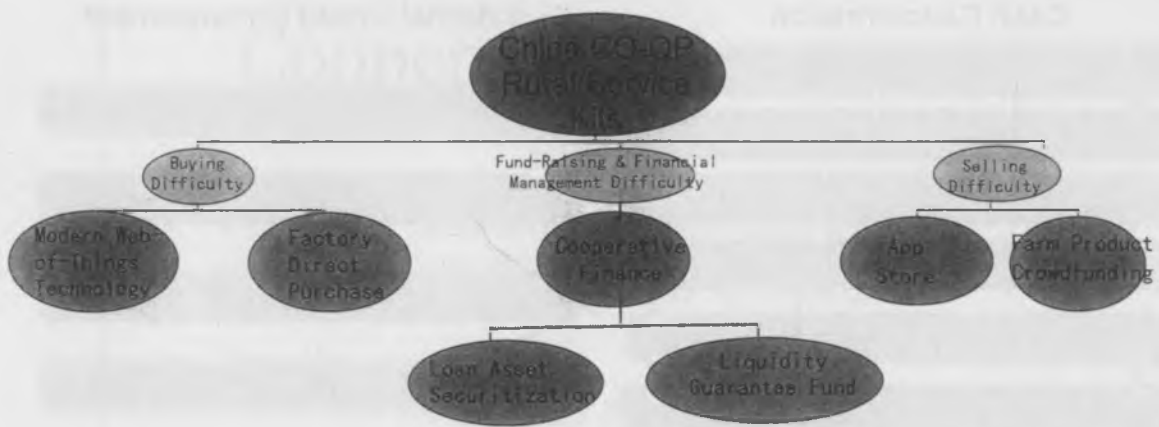 China CO-OP
Rural Service
Kits
Buying
Difficulty
Fund-Raising & Financial
Management Difficulty
Selling
Difficulty
Modern Web-
of-Things
Technology
Factory
Direct
Purchase
Cooperative
Finance
App
Store
Farm Product
Crowdfunding
Loan Asset
Securitization
Liquidity
Guarantee Fund